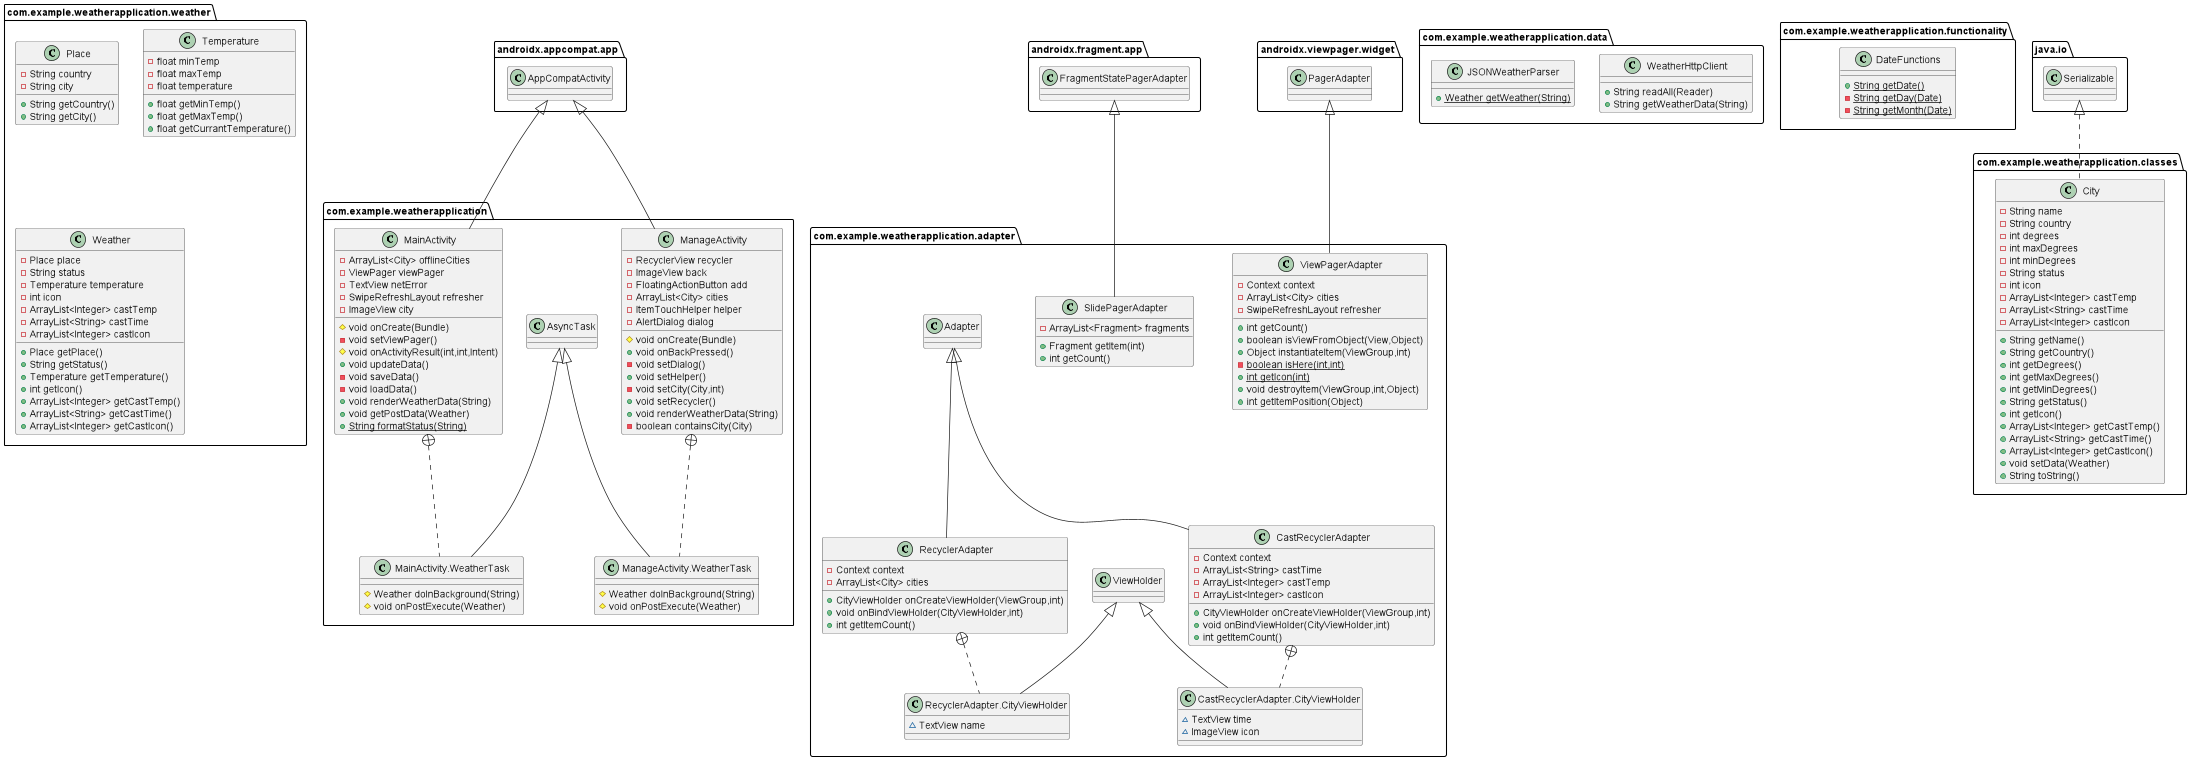 com.example.weatherapplication.weather
C Place
String country
String city
String getCountry()
String getCity()
C Temperature
float minTemp
float maxTemp
float temperature
float getMinTemp()
float getMaxTemp()
float getCurrantTemperature()
C Weather
Place place
String status
Temperature temperature
int icon
ArrayList<Integer> castTemp
ArrayList<String> castTime
ArrayList<Integer> castIcon
Place getPlace()
String getStatus()
Temperature getTemperature()
int getIcon()
ArrayList<Integer> getCastTemp()
ArrayList<String> getCastTime()
ArrayList<Integer> getCastIcon()
androidx.appcompat.app
C AppCompatActivity
com.example.weatherapplication
C MainActivity
ArrayList<City> offlineCities
ViewPager viewPager
TextView netError
SwipeRefreshLayout refresher
ImageView city
void onCreate(Bundle)
void setViewPager()
void onActivityResult(int,int,Intent)
void updateData()
void saveData()
void loadData()
void renderWeatherData(String)
void getPostData(Weather)
String formatStatus(String)
C AsyncTask
C ManageActivity
RecyclerView recycler
ImageView back
FloatingActionButton add
ArrayList<City> cities
ItemTouchHelper helper
AlertDialog dialog
void onCreate(Bundle)
void onBackPressed()
void setDialog()
void setHelper()
void setCity(City,int)
void setRecycler()
void renderWeatherData(String)
boolean containsCity(City)
C MainActivity.WeatherTask
Weather doInBackground(String)
void onPostExecute(Weather)
C ManageActivity.WeatherTask
Weather doInBackground(String)
void onPostExecute(Weather)
androidx.fragment.app
C FragmentStatePagerAdapter
androidx.viewpager.widget
C PagerAdapter
com.example.weatherapplication.adapter
C Adapter
C SlidePagerAdapter
ArrayList<Fragment> fragments
Fragment getItem(int)
int getCount()
C ViewPagerAdapter
Context context
ArrayList<City> cities
SwipeRefreshLayout refresher
int getCount()
boolean isViewFromObject(View,Object)
Object instantiateItem(ViewGroup,int)
boolean isHere(int,int)
int getIcon(int)
void destroyItem(ViewGroup,int,Object)
int getItemPosition(Object)
C RecyclerAdapter
Context context
ArrayList<City> cities
CityViewHolder onCreateViewHolder(ViewGroup,int)
void onBindViewHolder(CityViewHolder,int)
int getItemCount()
C ViewHolder
C CastRecyclerAdapter
Context context
ArrayList<String> castTime
ArrayList<Integer> castTemp
ArrayList<Integer> castIcon
CityViewHolder onCreateViewHolder(ViewGroup,int)
void onBindViewHolder(CityViewHolder,int)
int getItemCount()
C RecyclerAdapter.CityViewHolder
TextView name
C CastRecyclerAdapter.CityViewHolder
TextView time
ImageView icon
com.example.weatherapplication.data
C JSONWeatherParser
Weather getWeather(String)
C WeatherHttpClient
String readAll(Reader)
String getWeatherData(String)
com.example.weatherapplication.functionality
C DateFunctions
String getDate()
String getDay(Date)
String getMonth(Date)
java.io
C Serializable
com.example.weatherapplication.classes
C City
String name
String country
int degrees
int maxDegrees
int minDegrees
String status
int icon
ArrayList<Integer> castTemp
ArrayList<String> castTime
ArrayList<Integer> castIcon
String getName()
String getCountry()
int getDegrees()
int getMaxDegrees()
int getMinDegrees()
String getStatus()
int getIcon()
ArrayList<Integer> getCastTemp()
ArrayList<String> getCastTime()
ArrayList<Integer> getCastIcon()
void setData(Weather)
String toString()